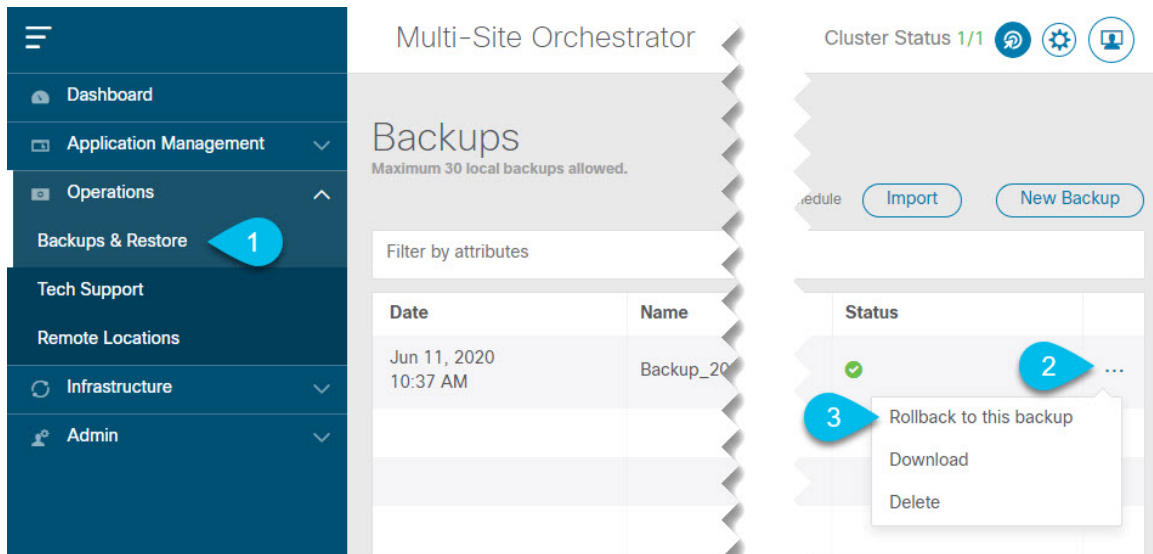 Multi-Site Orchestrator
Cluster Status 1/1
Dashboard
Application Management
Operations
Backups & Restore
1
Tech Support
Remote Locations
Infrastructure
Admin
Backups
Maximum 30 local backups allowed.
Import
New Backup
Filter by attributes
Date
Name
Status
Jun 11, 2020
10:37 AM
2
...
3
Rollback to this backup
Download
Delete